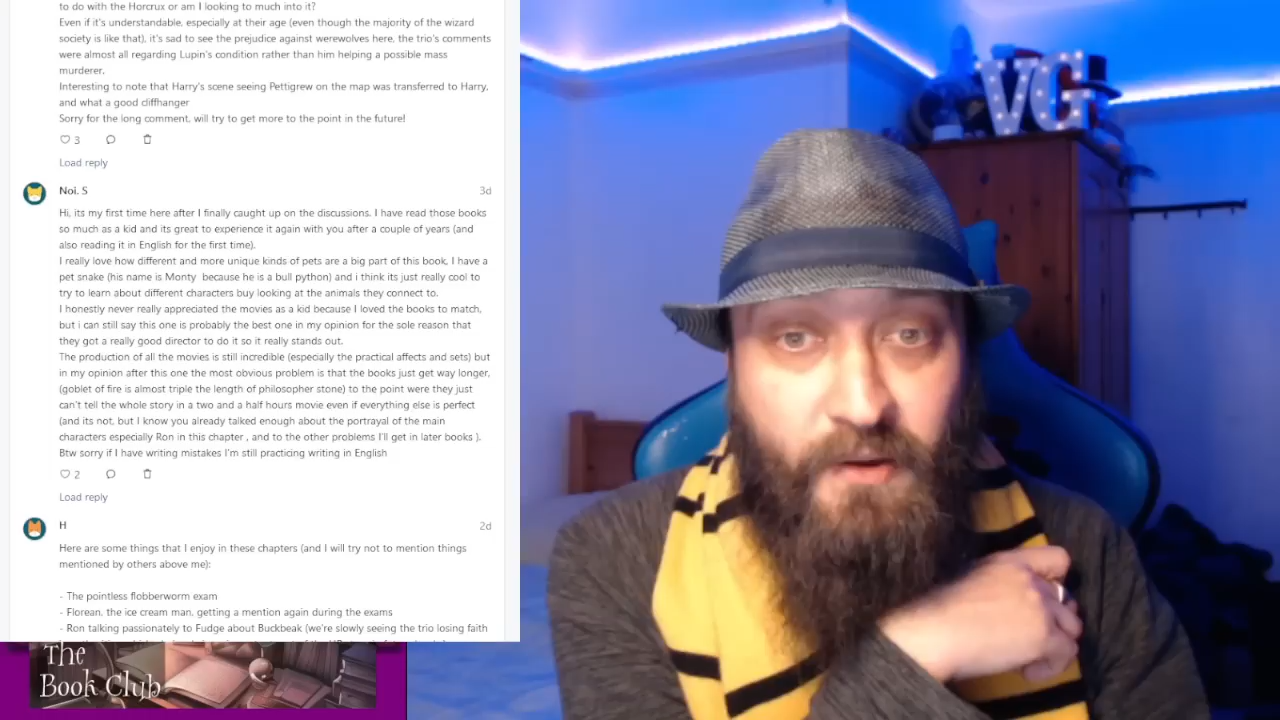 to do with the Horcrux or am I looking to much into it?
Even if it's understandable, especially at their age (even though the majority of the wizard
society is like that), it's sad to see the prejudice against werewolves here, the trio's comments
were almost all regarding Lupin's condition rather than him helping a possible mass
murderer.
Interesting to note that Harry's scene seeing Pettigrew on the map was transferred to Harry,
and what a good cliffhanger
Sorry for the long comment, will try to get more to the point in the future!
3
Load reply
Noi. S
3d
Hi, its my first time here after I finally caught up on the discussions. I have read those books
so much as a kid and its great to experience it again with you after a couple of years (and
also reading it in English for the first time).
I really love how different and more unique kinds of pets are a big part of this book, I have a
pet snake (his name is Monty because he is a bull python) and i think its just really cool to
try to learn about different characters buy looking at the animals they connect to.
I honestly never really appreciated the movies as a kid because I loved the books to match,
but i can still say this one is probably the best one in my opinion for the sole reason that
they got a really good director to do it so it really stands out.
The production of all the movies is still incredible (especially the practical affects and sets) but
in my opinion after this one the most obvious problem is that the books just get way longer,
(goblet of fire is almost triple the length of philosopher stone) to the point were they just
can't tell the whole story in a two and a half hours movie even if everything else is perfect
(and its not, but I know you already talked enough about the portrayal of the main
characters especially Ron in this chapter , and to the other problems I'll get in later books ).
Btw sorry if I have writing mistakes I'm still practicing writing in English
2
Load reply
H
2d
Here are some things that I enjoy in these chapters (and I will try not to mention things
mentioned by others above me):
- The pointless flobberworm exam
- Florean, the ice cream man, getting a mention again during the exams
- Ron talking passionately to Fudge about Buckbeak (we're slowly seeing the trio losing faith
The
Book Club
VG